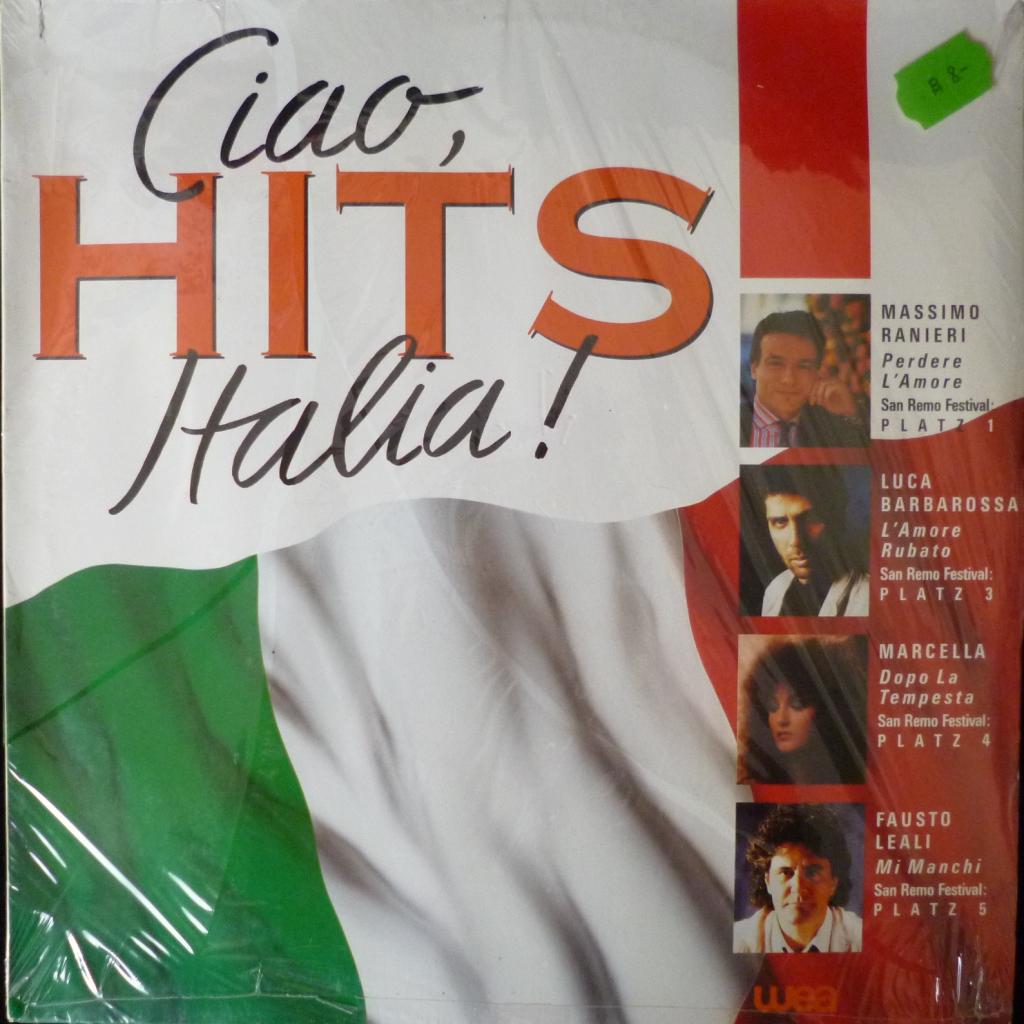 Ciao,
HITS
Italia!
MASSIMO
RANIERI
Perdere
L'Amore
San Remo Festival:
PLATZ 1
LUCA
BARBAROSSA
L'Amore
Rubato
San Remo Festival:
PLATZ 3
MARCELLA
Dopo La
Tempesta
San Remo Festival:
PLATZ 4
FAUSTO
LEALI
Mi Manchi
San Remo Festival:
PLATZ 5
wea